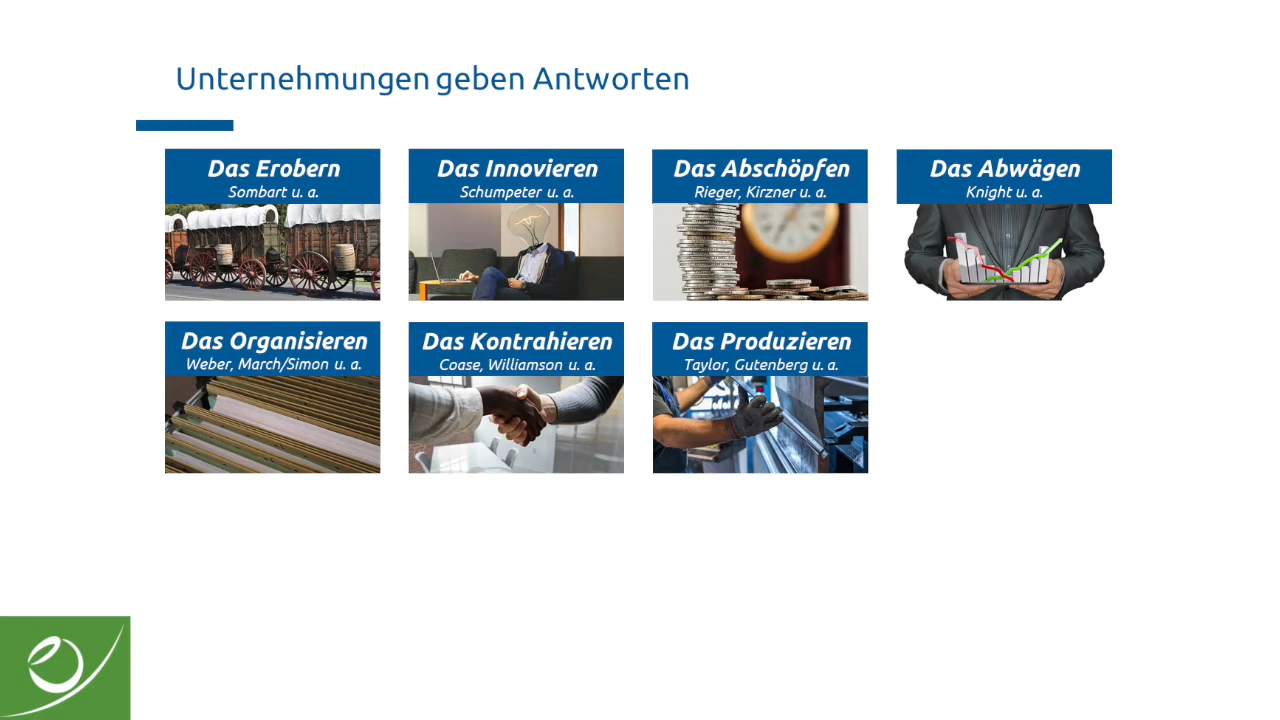 Unternehmungen geben Antworten
Das Erobern
Sombart u. a.
Das Innovieren
Schumpeter u. a.
Das Abschöpfen
Rieger, Kirzner u. a.
Das Abwägen
Knight u. a.
Das Organisieren
Weber, March/Simon u. a.
Das Kontrahieren
Coase, Williamson u. a.
Das Produzieren
Taylor, Gutenberg u. a.